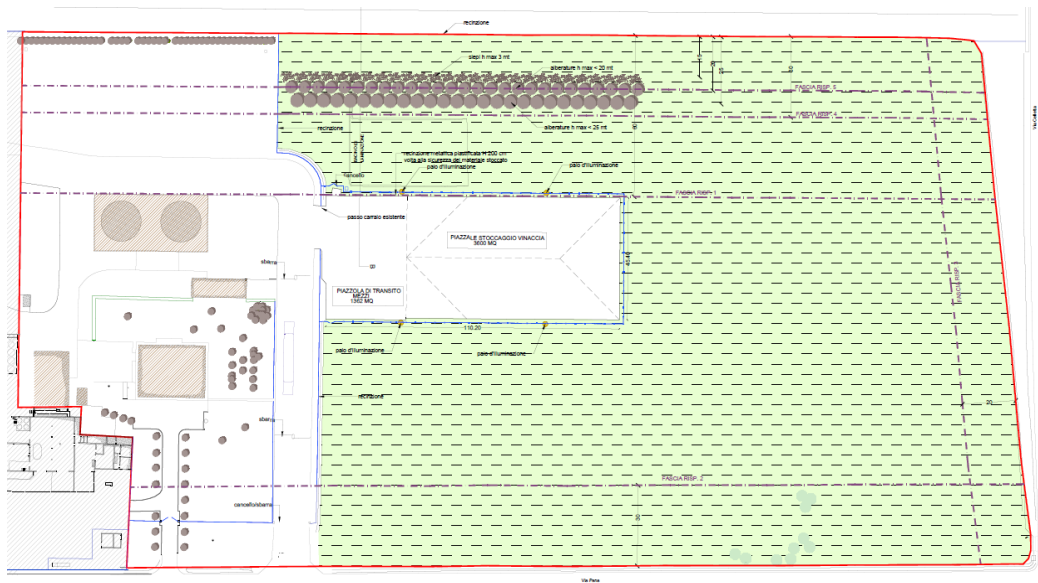 recinzione
siepi h max 3 mt
alberature h max < 20 mt
FASCIA RISP. 5
FASCIA RISP. 4
alberature h max < 25 mt
recinzione
recinzione metallica plastificata H 200 cm
volta alla sicurezza del materiale stoccato
palo d'illuminazione
palo d'illuminazione
cancello
FASCIA RISP. 1
passo carraio esistente
PIAZZALE STOCCAGGIO VINACCIA
3600 MQ
sbarra
PIAZZOLA DI TRANSITO
MEZZI
1362 MQ
FASCIA RISP. 3
110.20
palo d'illuminazione
palo d'illuminazione
recinzione
20
sbarra
FASCIA RISP. 2
cancello/sbarra
Via Pana